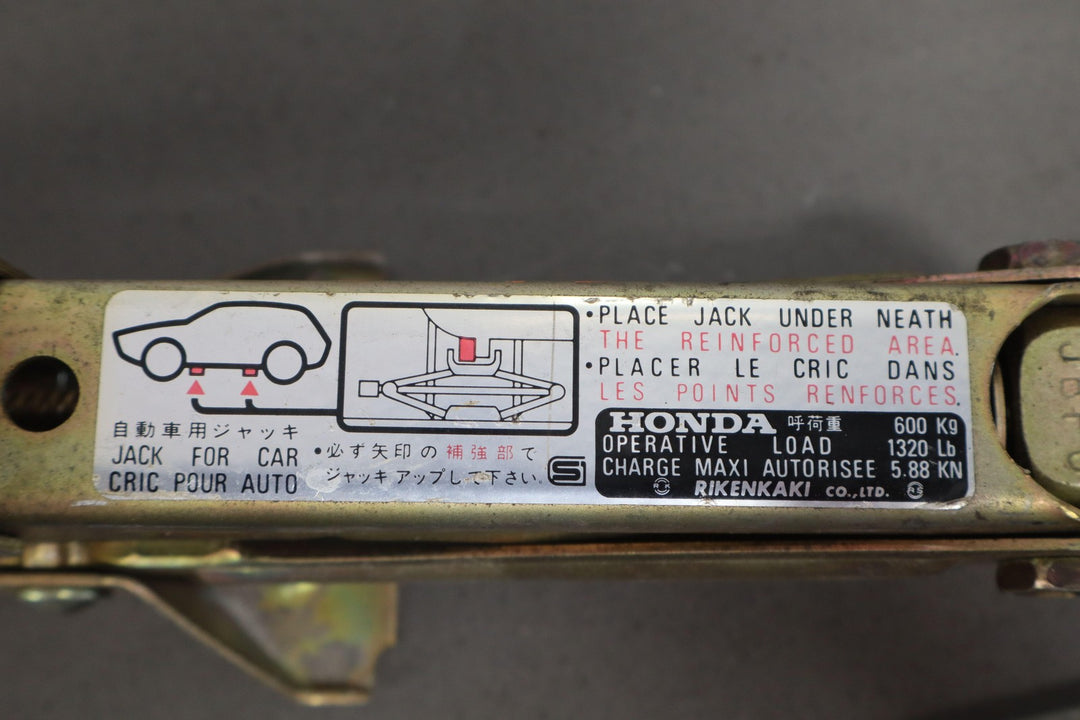 自動車用ジャッキ
JACK FOR CAR
CRIC POUR AUTO
•必ず矢印の補強部で
ジャッキアップして下さい.
•PLACE JACK UNDER NEATH
THE REINFORCED AREA.
•PLACER LE CRIC DANS
LES POINTS RENFORCES.
HONDA 呼荷重 600 Kg
OPERATIVE LOAD 1320 Lb
CHARGE MAXI AUTORISEE 5.88 KN
RIKENKAKI CO.,LTD.